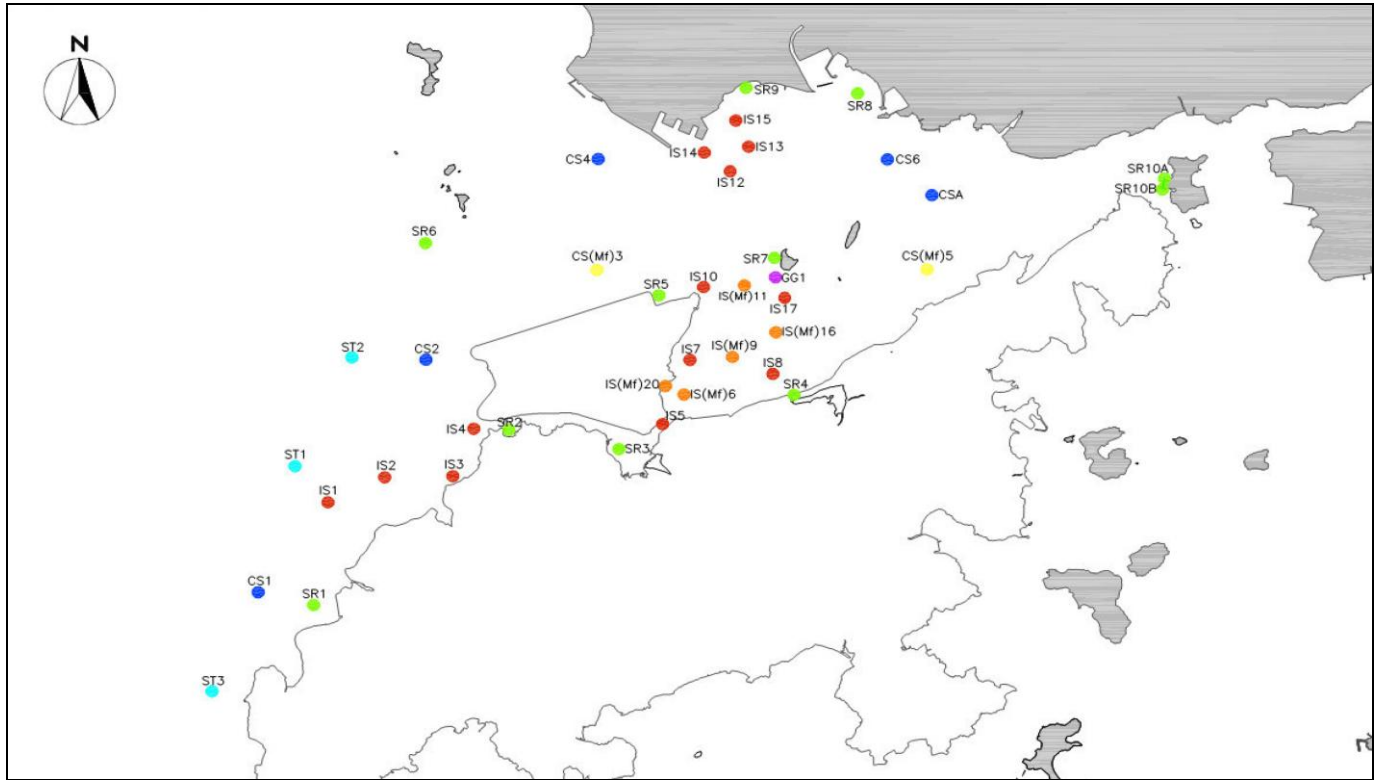 N
SR9
SR8
IS15
IS13
IS14
CS4
IS12
CS6
SR10A
SR10B
CSA
SR6
CS(Mf)3
SR7
CS(Mf)5
GG1
SR5
IS10
IS(Mf)11
IS17
IS(Mf)16
ST2
CS2
IS7
IS(Mf)9
IS8
IS(Mf)20
IS(Mf)6
SR4
IS5
IS4
SR2
SR3
ST1
IS2
IS3
IS1
CS1
SR1
ST3